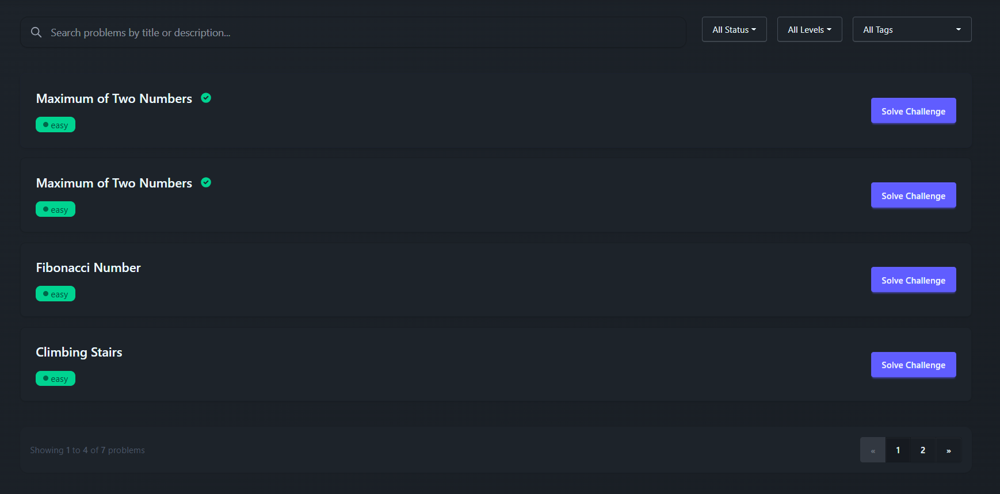 Search problems by title or description...
All Status
All Levels
All Tags
Maximum of Two Numbers
easy
Solve Challenge
Maximum of Two Numbers
easy
Solve Challenge
Fibonacci Number
easy
Solve Challenge
Climbing Stairs
easy
Solve Challenge
Showing 1 to 4 of 7 problems
« 1 2 »